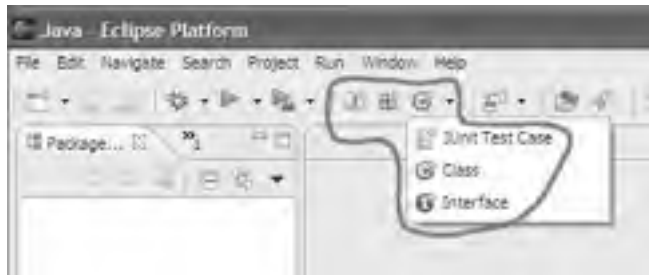 Java - Eclipse Platform
File Edit Navigate Search Project Run Window Help
Package...
JUnit Test Case
Class
Interface